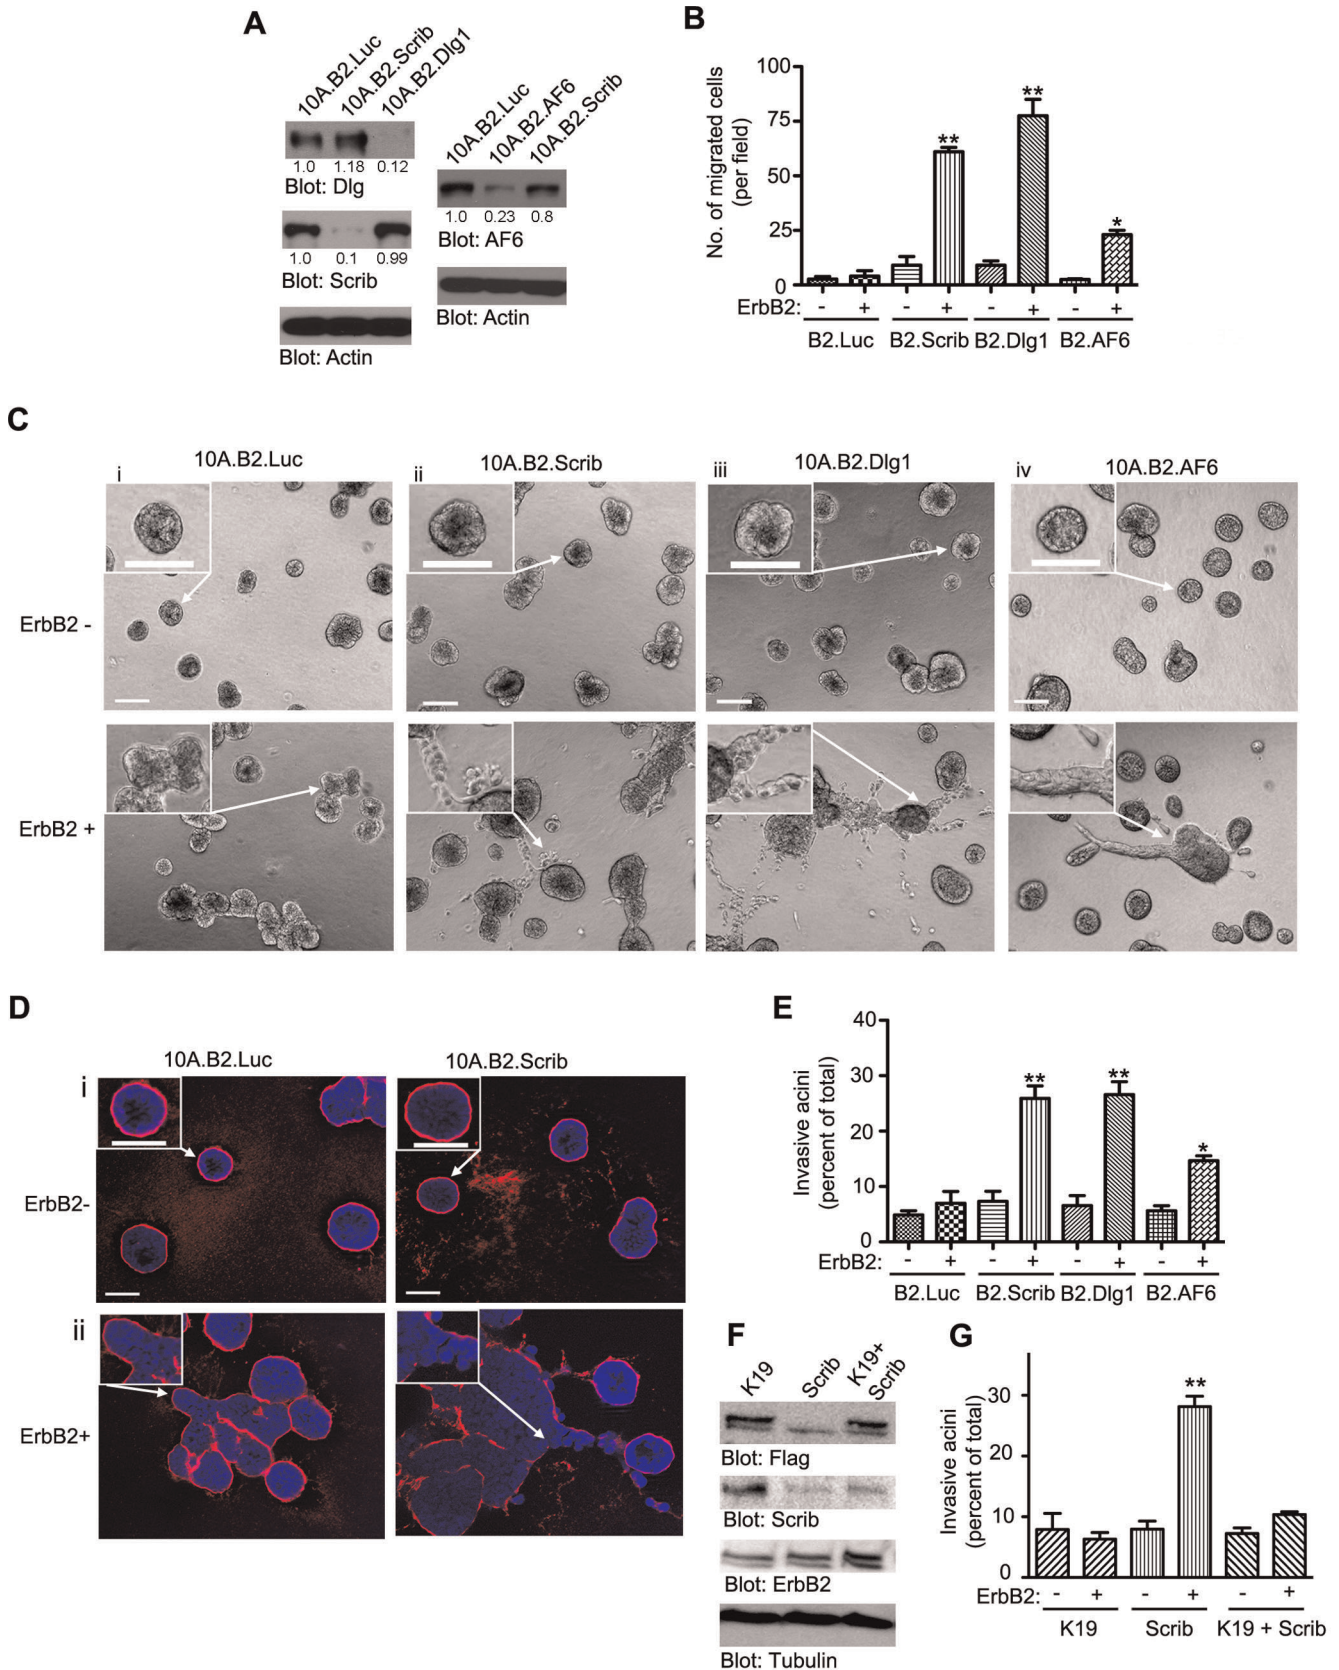 A
10A.B2.Luc
10A.B2.Scrib
10A.B2.Dlg1
1.0 1.18 0.12
Blot: Dlg
1.0 0.1 0.99
Blot: Scrib
Blot: Actin
10A.B2.Luc
10A.B2.AF6
10A.B2.Scrib
1.0 0.23 0.8
Blot: AF6
Blot: Actin
B
No. of migrated cells
(per field)
100
75
50
25
0
** ** *
ErbB2: - + - + - + - +
B2.Luc B2.Scrib B2.Dlg1 B2.AF6
C
i 10A.B2.Luc
ii 10A.B2.Scrib
iii 10A.B2.Dlg1
iv 10A.B2.AF6
ErbB2 -
ErbB2 +
D
10A.B2.Luc 10A.B2.Scrib
i
ErbB2-
ii
ErbB2+
E
Invasive acini
(percent of total)
40
30
20
10
0
** ** *
ErbB2: - + - + - + - +
B2.Luc B2.Scrib B2.Dlg1 B2.AF6
F
K19
Scrib
K19+
Scrib
Blot: Flag
Blot: Scrib
Blot: ErbB2
Blot: Tubulin
G
Invasive acini
(percent of total)
30
20
10
0
**
ErbB2: - + - + - +
K19 Scrib K19 + Scrib